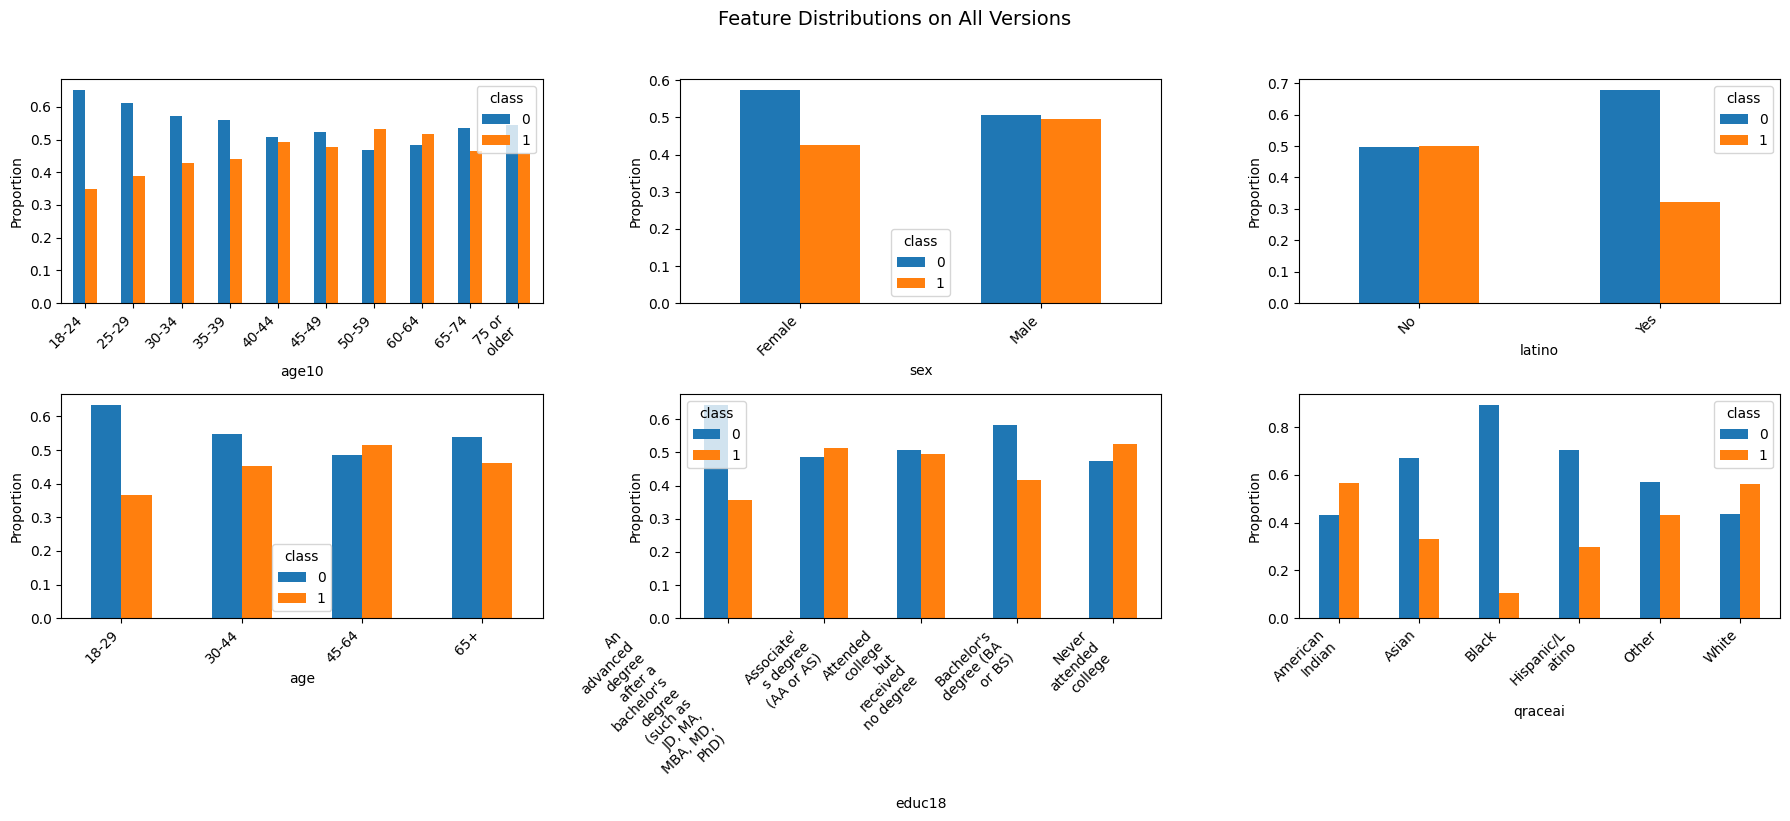 Feature Distributions on All Versions
Proportion
0.6
0.5
0.4
0.3
0.2
0.1
0.0
class
0
1
18-24
25-29
30-34
35-39
40-44
45-49
50-59
60-64
65-74
75 or
older
age10
Proportion
0.6
0.5
0.4
0.3
0.2
0.1
0.0
class
0
1
Female
Male
sex
Proportion
0.7
0.6
0.5
0.4
0.3
0.2
0.1
0.0
class
0
1
No
Yes
latino
Proportion
0.6
0.5
0.4
0.3
0.2
0.1
0.0
class
0
1
18-29
30-44
45-64
65+
age
Proportion
0.6
0.5
0.4
0.3
0.2
0.1
0.0
class
0
1
An
advanced
degree
after a
bachelor's
degree
(such as
JD, MA,
MBA, MD,
PhD)
Associate'
s degree
(AA or AS)
Attended
college
but
received
no degree
Bachelor's
degree (BA
or BS)
Never
attended
college
educ18
Proportion
0.8
0.6
0.4
0.2
0.0
class
0
1
American
Indian
Asian
Black
Hispanic/L
atino
Other
White
qraceai